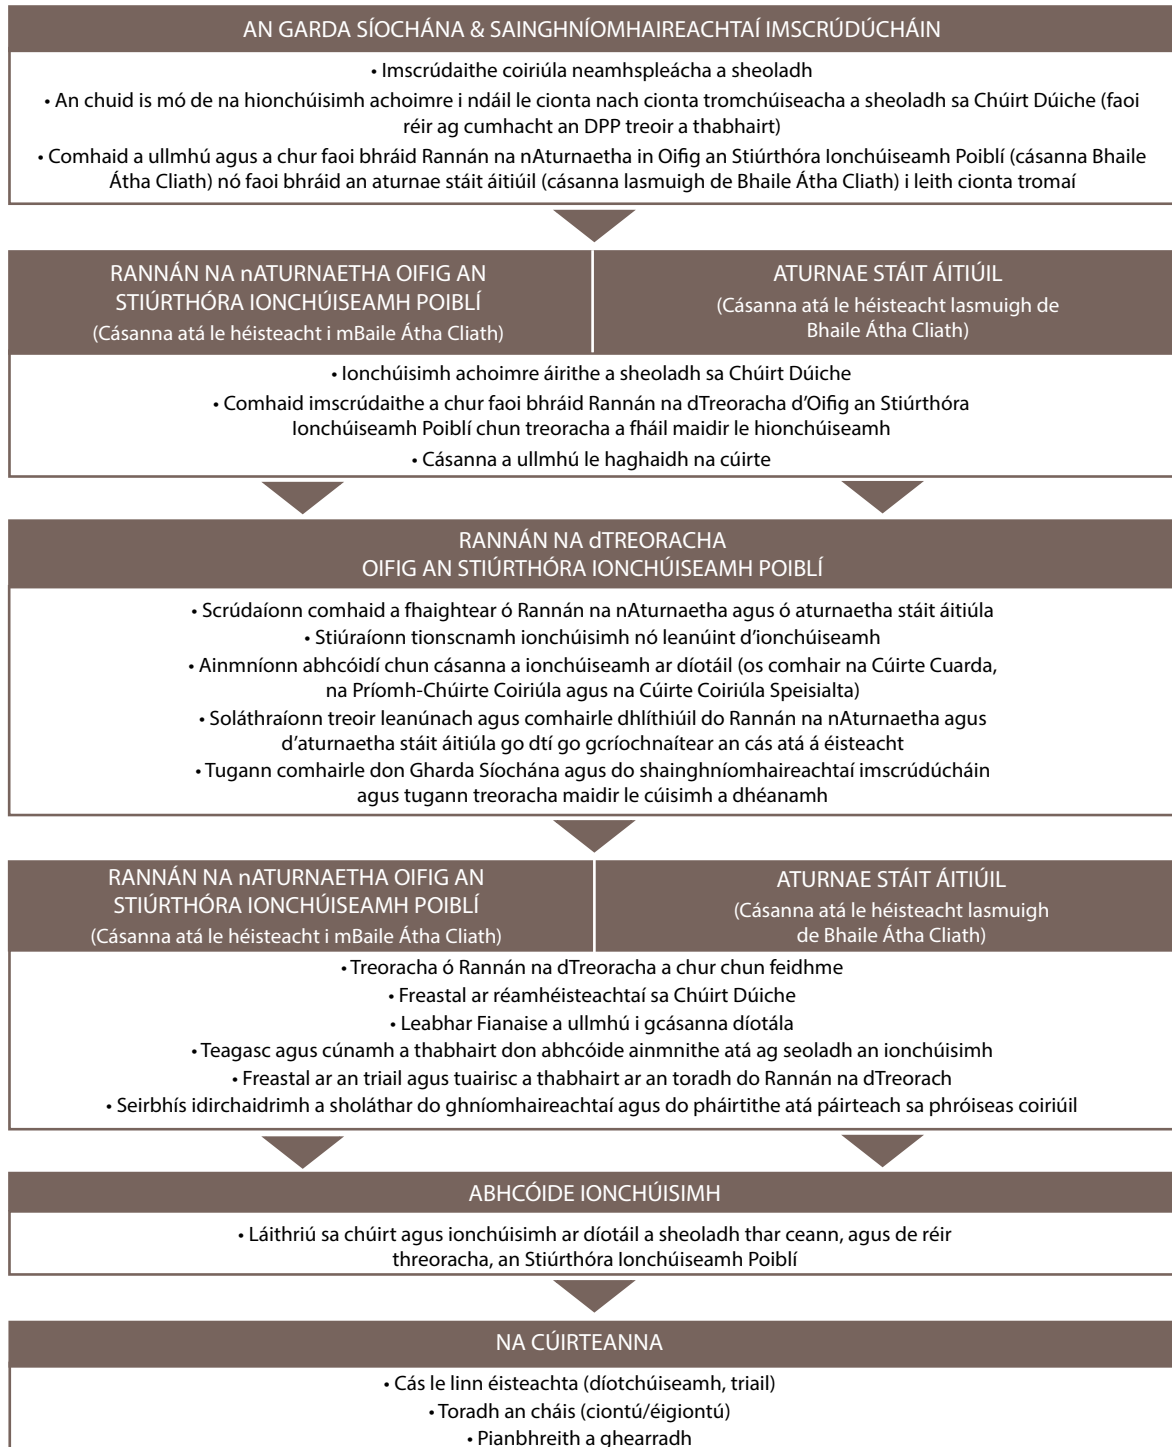 AN GARDA SÍOCHÁNA & SAINGHNÍOMHAIREACHTAÍ IMSCRÚDÚCHÁIN
• Imscrúdaithe coiriúla neamhspleácha a sheoladh
• An chuid is mó de na hionchúisimh achoimre i ndáil le cionta nach cionta tromchúiseacha a sheoladh sa Chúirt Dúiche (faoi
réir ag cumhacht an DPP treoir a thabhairt)
• Comhaid a ullmhú agus a chur faoi bhráid Rannán na nAturnaetha in Oifig an Stiúrthóra Ionchúiseamh Poiblí (cásanna Bhaile
Átha Cliath) nó faoi bhráid an aturnae stáit áitiúil (cásanna lasmuigh de Bhaile Átha Cliath) i leith cionta tromaí
RANNÁN NA nATURNAETHA OIFIG AN
STIÚRTHÓRA IONCHÚISEAMH POIBLÍ
(Cásanna atá le héisteacht i mBaile Átha Cliath)
ATURNAE STÁIT ÁITIÚIL
(Cásanna atá le héisteacht lasmuigh de
Bhaile Átha Cliath)
• Ionchúisimh achoimre áirithe a sheoladh sa Chúirt Dúiche
• Comhaid imscrúdaithe a chur faoi bhráid Rannán na dTreoracha d'Oifig an Stiúrthóra
Ionchúiseamh Poiblí chun treoracha a fháil maidir le hionchúiseamh
• Cásanna a ullmhú le haghaidh na cúirte
RANNÁN NA dTREORACHA
OIFIG AN STIÚRTHÓRA IONCHÚISEAMH POIBLÍ
• Scrúdaíonn comhaid a fhaightear ó Rannán na nAturnaetha agus ó aturnaetha stáit áitiúla
• Stiúraíonn tionscnamh ionchúisimh nó leanúint d'ionchúiseamh
• Ainmníonn abhcóidí chun cásanna a ionchúiseamh ar díotáil (os comhair na Cúirte Cuarda,
na Príomh-Chúirte Coiriúla agus na Cúirte Coiriúla Speisialta)
• Soláthraíonn treoir leanúnach agus comhairle dhlíthiúil do Rannán na nAturnaetha agus
d'aturnaetha stáit áitiúla go dtí go gcríochnaítear an cás atá á éisteacht
• Tugann comhairle don Gharda Síochána agus do shainghníomhaireachtaí imscrúdúcháin
agus tugann treoracha maidir le cúisimh a dhéanamh
RANNÁN NA nATURNAETHA OIFIG AN
STIÚRTHÓRA IONCHÚISEAMH POIBLÍ
(Cásanna atá le héisteacht i mBaile Átha Cliath)
ATURNAE STÁIT ÁITIÚIL
(Cásanna atá le héisteacht lasmuigh
de Bhaile Átha Cliath)
• Treoracha ó Rannán na dTreoracha a chur chun feidhme
• Freastal ar réamhéisteachtaí sa Chúirt Dúiche
• Leabhar Fianaise a ullmhú i gcásanna díotála
• Teagasc agus cúnamh a thabhairt don abhcóide ainmnithe atá ag seoladh an ionchúisimh
• Freastal ar an triail agus tuairisc a thabhairt ar an toradh do Rannán na dTreorach
• Seirbhís idirchaidrimh a sholáthar do ghníomhaireachtaí agus do pháirtithe atá páirteach sa phróiseas coiriúil
ABHCÓIDE IONCHÚISIMH
• Láithriú sa chúirt agus ionchúisimh ar díotáil a sheoladh thar ceann, agus de réir
threoracha, an Stiúrthóra Ionchúiseamh Poiblí
NA CÚIRTEANNA
• Cás le linn éisteachta (díotchúiseamh, triail)
• Toradh an cháis (ciontú/éigiontú)
• Pianbhreith a ghearradh